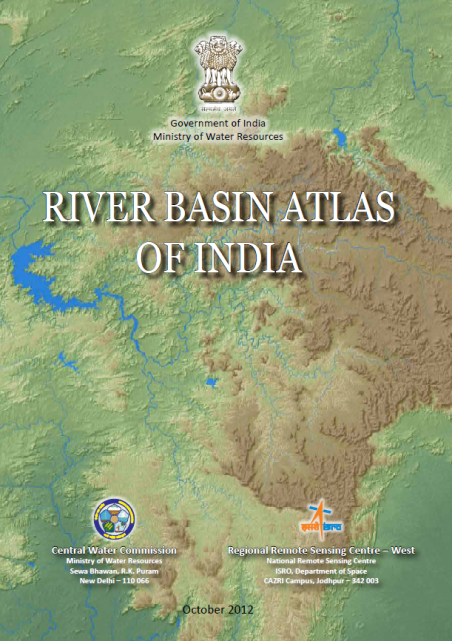 Government of India
Ministry of Water Resources
RIVER BASIN ATLAS
OF INDIA
Central Water Commission
Ministry of Water Resources
Sewa Bhawan, R.K. Puram
New Delhi – 110 066
Regional Remote Sensing Centre – West
National Remote Sensing Centre
ISRO, Department of Space
CAZRI Campus, Jodhpur – 342 003
October 2012